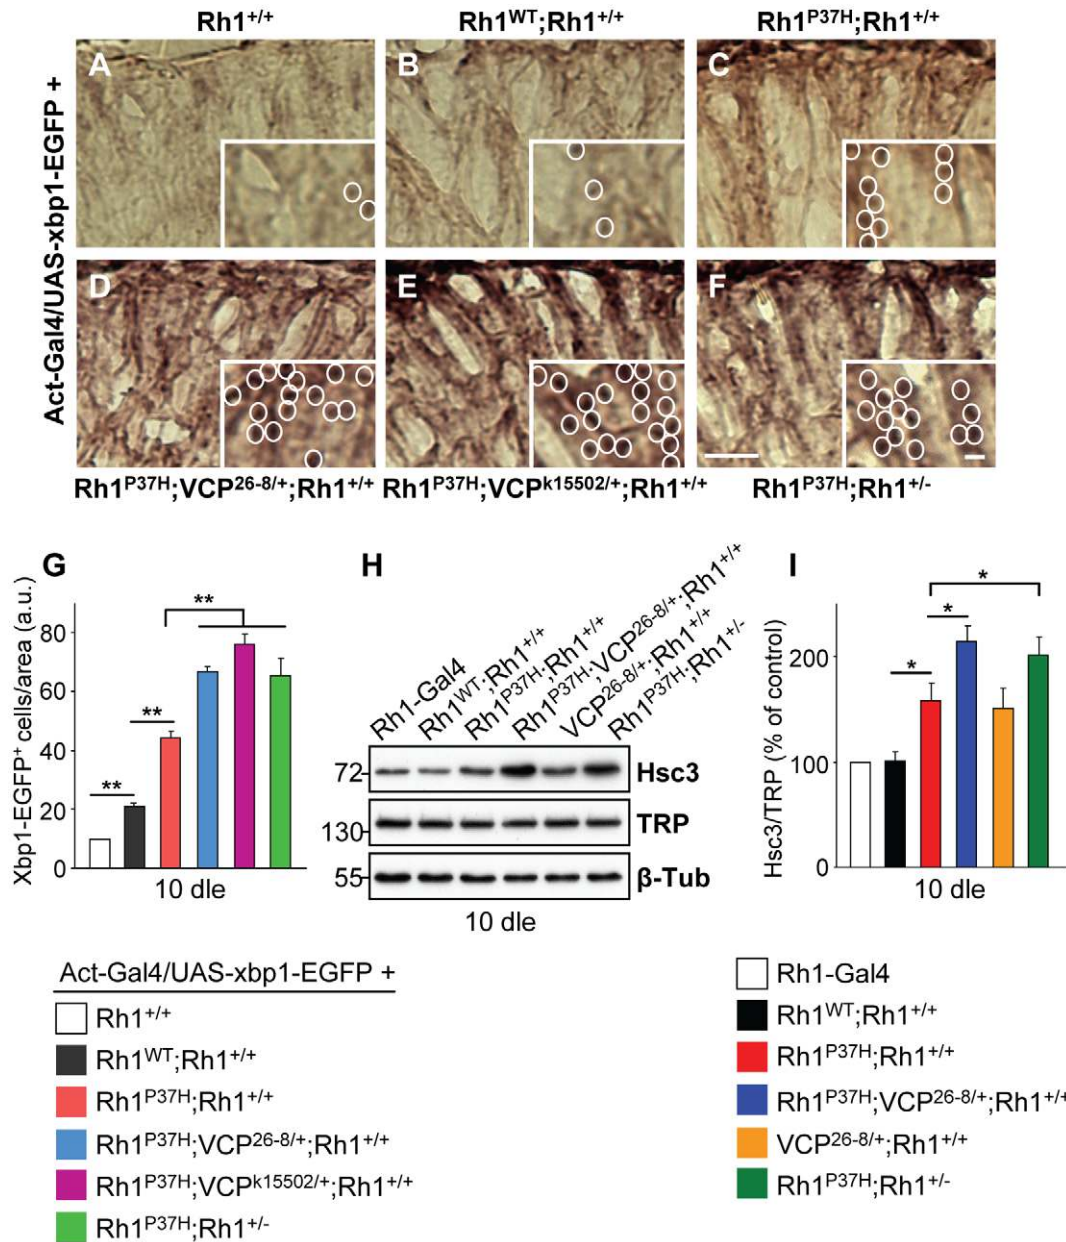 Rh1+/+ Rh1WT;Rh1+/+ Rh1P37H;Rh1+/+
Act-Gal4/UAS-xbp1-EGFP +
A B C
D E F
Rh1P37H;VCP26-8/+;Rh1+/+ Rh1P37H;VCPk15502/+;Rh1+/+ Rh1P37H;Rh1+/-
G
Xbp1-EGFP+ cells/area (a.u.)
80
60
40
20
0
** ** **
10 dle
H
Rh1-Gal4
Rh1WT;Rh1+/+
Rh1P37H;Rh1+/+
Rh1P37H;VCP26-8/+;Rh1+/+
VCP26-8/+;Rh1+/+
Rh1P37H;Rh1+/-
72 Hsc3
130 TRP
55 β-Tub
10 dle
I
Hsc3/TRP (% of control)
200
100
0
* * *
10 dle
Act-Gal4/UAS-xbp1-EGFP +
Rh1+/+
Rh1WT;Rh1+/+
Rh1P37H;Rh1+/+
Rh1P37H;VCP26-8/+;Rh1+/+
Rh1P37H;VCPk15502/+;Rh1+/+
Rh1P37H;Rh1+/-
Rh1-Gal4
Rh1WT;Rh1+/+
Rh1P37H;Rh1+/+
Rh1P37H;VCP26-8/+;Rh1+/+
VCP26-8/+;Rh1+/+
Rh1P37H;Rh1+/-